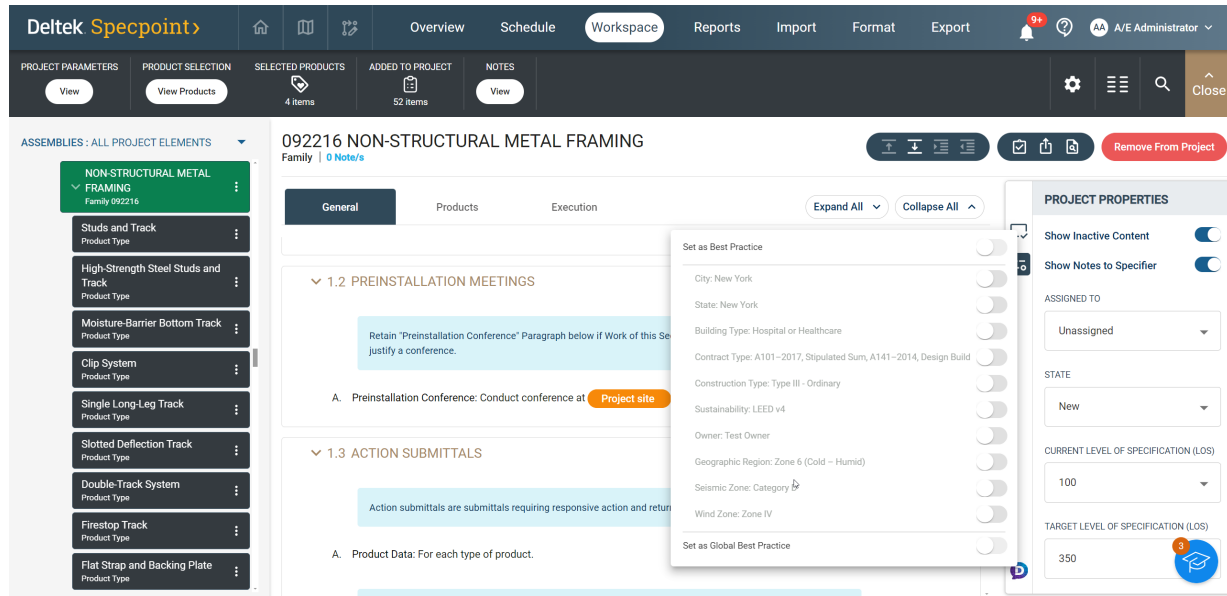 Deltek Specpoint
Overview
Schedule
Workspace
Reports
Import
Format
Export
9+
AA
A/E Administrator
PROJECT PARAMETERS
View
PRODUCT SELECTION
View Products
SELECTED PRODUCTS
4 items
ADDED TO PROJECT
52 items
NOTES
View
Close
ASSEMBLIES : ALL PROJECT ELEMENTS
NON-STRUCTURAL METAL
FRAMING
Family 092216
Studs and Track
Product Type
High-Strength Steel Studs and
Track
Product Type
Moisture-Barrier Bottom Track
Product Type
Clip System
Product Type
Single Long-Leg Track
Product Type
Slotted Deflection Track
Product Type
Double-Track System
Product Type
Firestop Track
Product Type
Flat Strap and Backing Plate
Product Type
092216 NON-STRUCTURAL METAL FRAMING
Family | 0 Note/s
Remove From Project
General
Products
Execution
Expand All
Collapse All
1.2 PREINSTALLATION MEETINGS
Retain "Preinstallation Conference" Paragraph below if Work of this Se
justify a conference.
A. Preinstallation Conference: Conduct conference at Project site
1.3 ACTION SUBMITTALS
Action submittals are submittals requiring responsive action and retur
A. Product Data: For each type of product.
Set as Best Practice
City: New York
State: New York
Building Type: Hospital or Healthcare
Contract Type: A101–2017, Stipulated Sum, A141–2014, Design Build
Construction Type: Type III - Ordinary
Sustainability: LEED v4
Owner: Test Owner
Geographic Region: Zone 6 (Cold – Humid)
Seismic Zone: Category
Wind Zone: Zone IV
Set as Global Best Practice
PROJECT PROPERTIES
Show Inactive Content
Show Notes to Specifier
ASSIGNED TO
Unassigned
STATE
New
CURRENT LEVEL OF SPECIFICATION (LOS)
100
TARGET LEVEL OF SPECIFICATION (LOS)
350
3